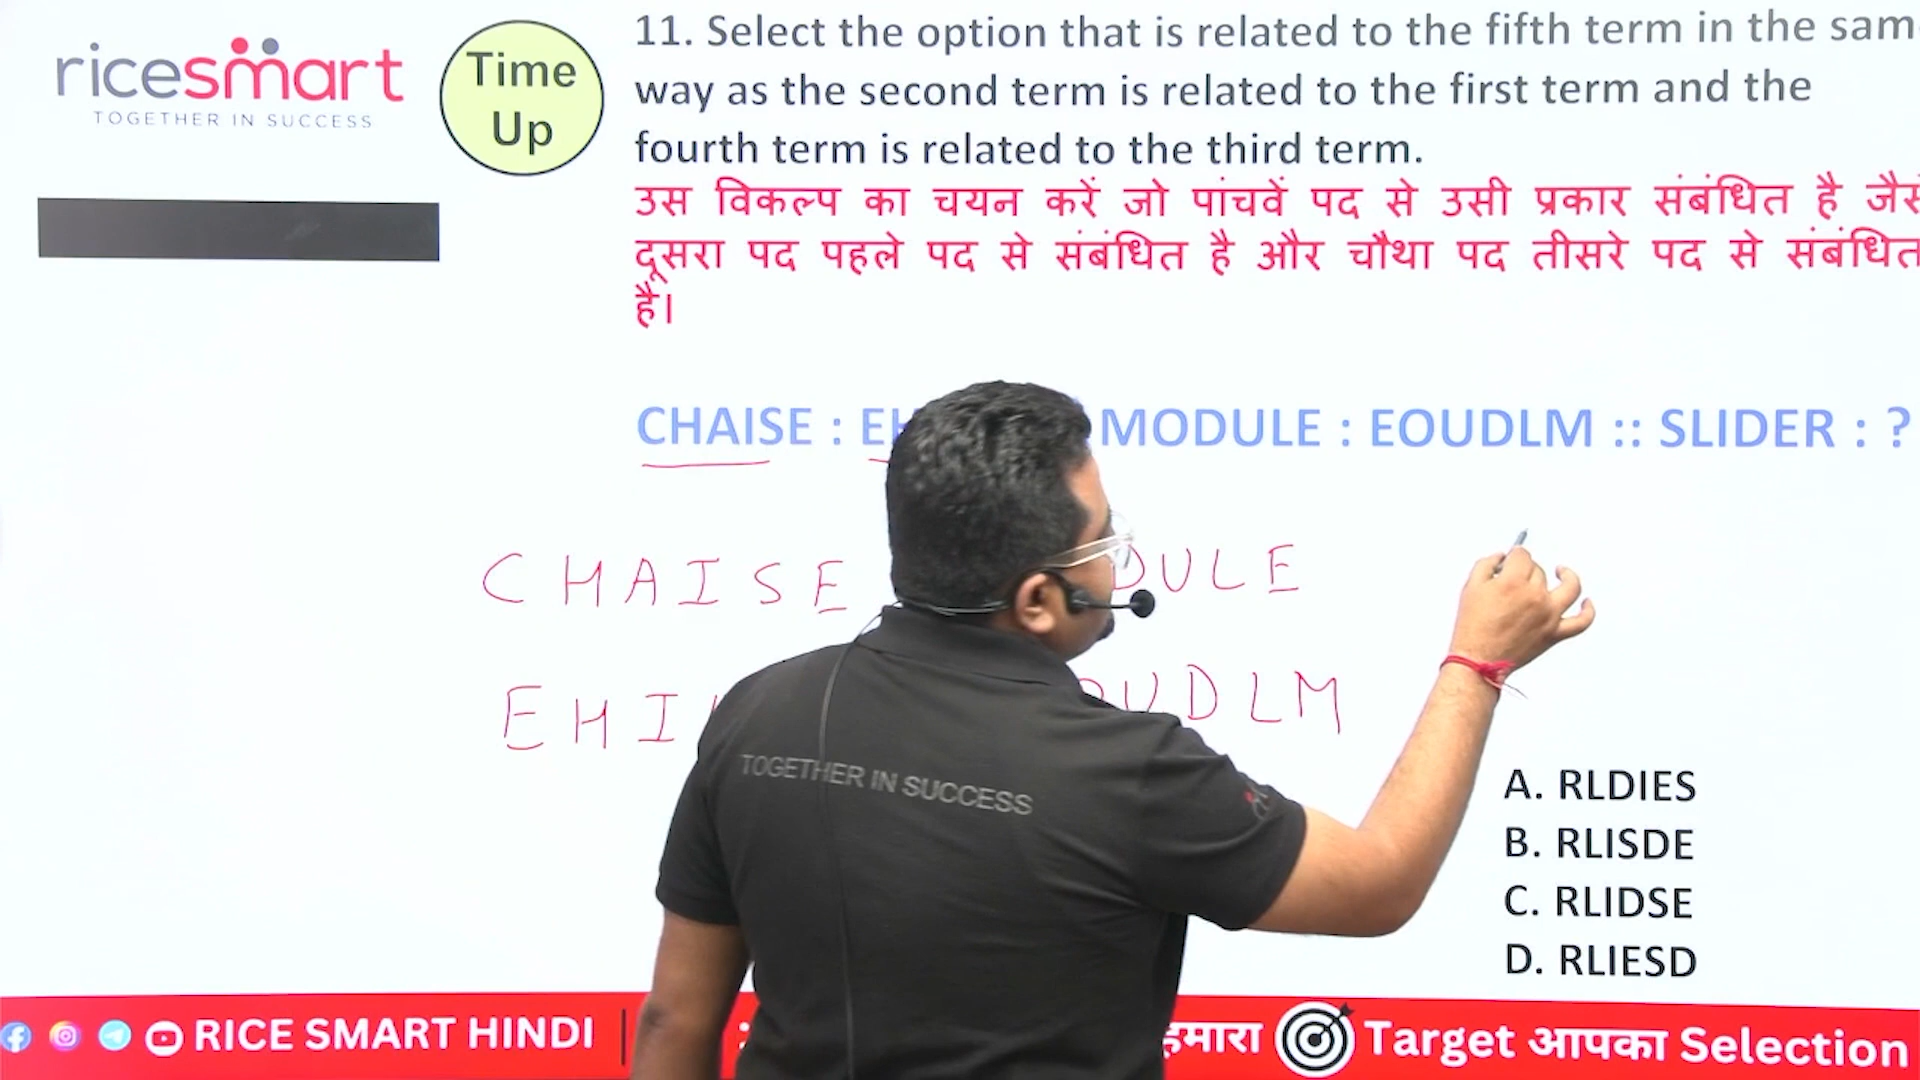 ricesmart
TOGETHER IN SUCCESS
Time
Up
11. Select the option that is related to the fifth term in the sam
way as the second term is related to the first term and the
fourth term is related to the third term.
उस विकल्प का चयन करें जो पांचवें पद से उसी प्रकार संबंधित है जैसे
दूसरा पद पहले पद से संबंधित है और चौथा पद तीसरे पद से संबंधित
है।
CHAISE : EH MODULE : EOUDLM :: SLIDER : ?
CHAISE DULE
EHI OUDLM
TOGETHER IN SUCCESS
A. RLDIES
B. RLISDE
C. RLIDSE
D. RLIESD
RICE SMART HINDI | हमारा Target आपका Selection